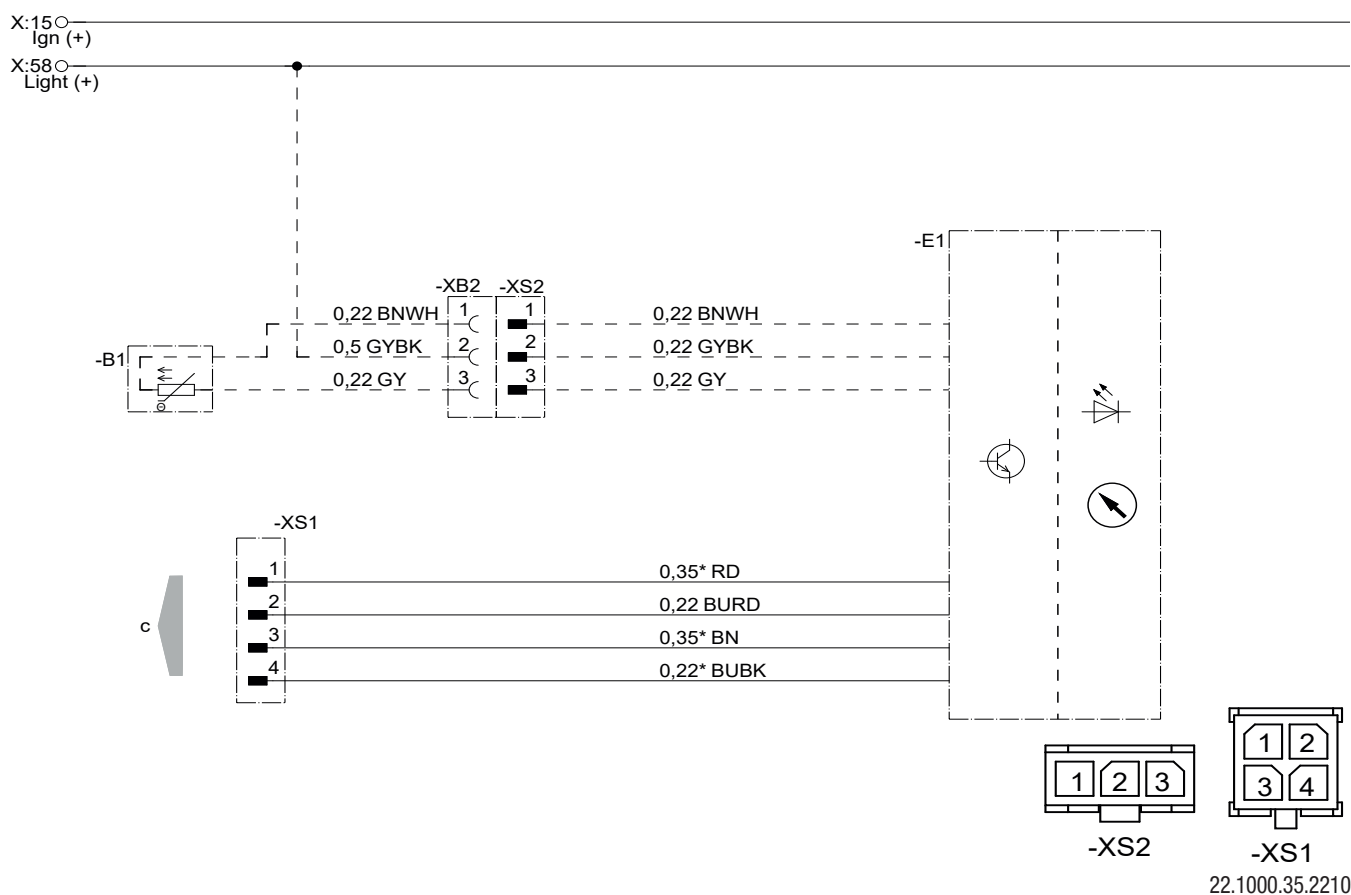 X:15
Ign (+)
X:58
Light (+)
-E1
-XB2 -XS2
0,22 BNWH 1 1 0,22 BNWH
-B1 0,5 GYBK 2 2 0,22 GYBK
0,22 GY 3 3 0,22 GY
-XS1
1 0,35* RD
2 0,22 BURD
c 3 0,35* BN
4 0,22* BUBK
1 2
1 2 3
3 4
-XS2
-XS1
22.1000.35.2210